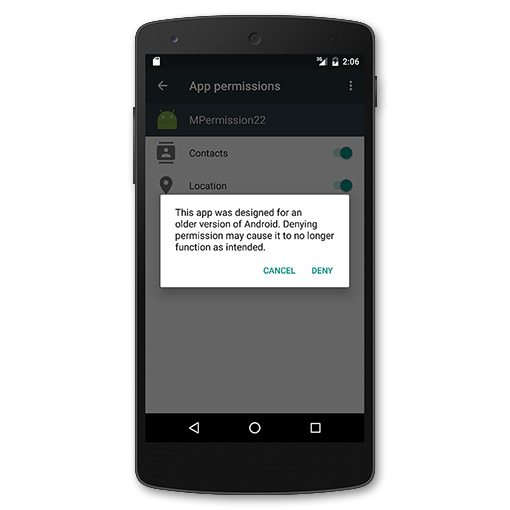 3G 2:06
App permissions
MPermission22
Contacts
Location
This app was designed for an
older version of Android. Denying
permission may cause it to no longer
function as intended.
CANCEL DENY